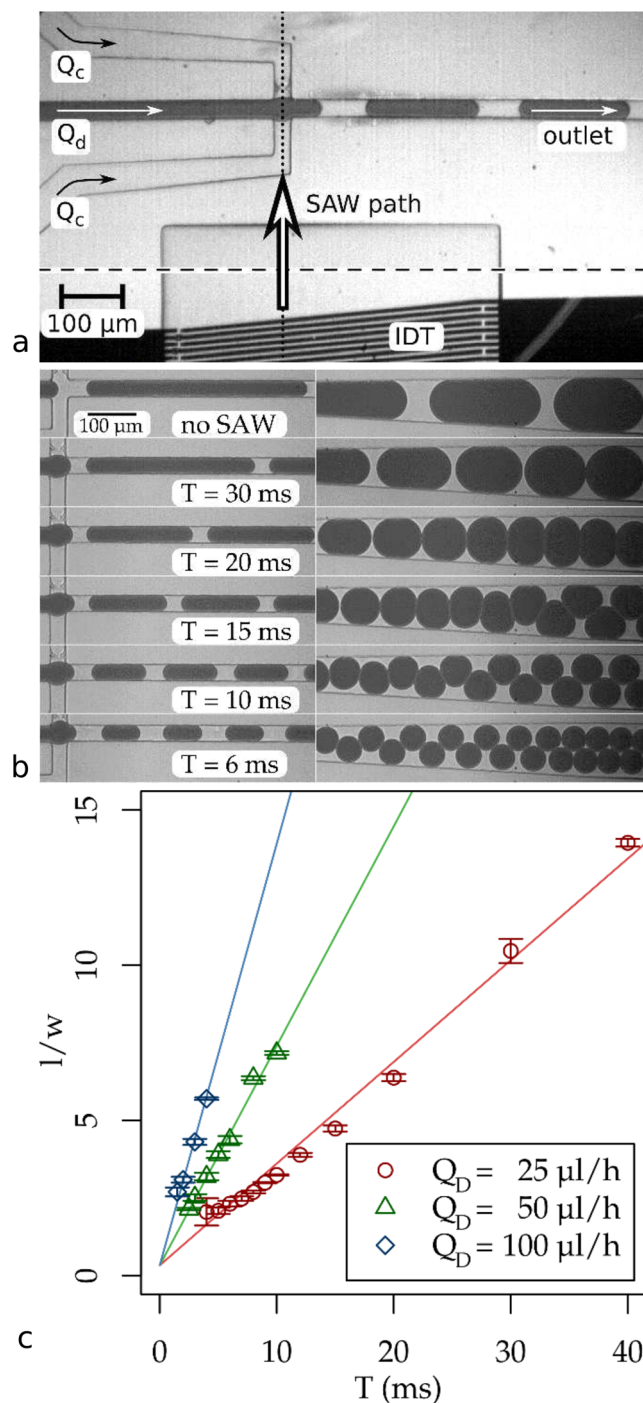 Q_c
Q_d
outlet
Q_c
SAW path
100 μm
IDT
a
100 μm
no SAW
T = 30 ms
T = 20 ms
T = 15 ms
T = 10 ms
T = 6 ms
b
15
10
5
0
l/w
Q_D = 25 μl/h
Q_D = 50 μl/h
Q_D = 100 μl/h
0 10 20 30 40
T (ms)
c